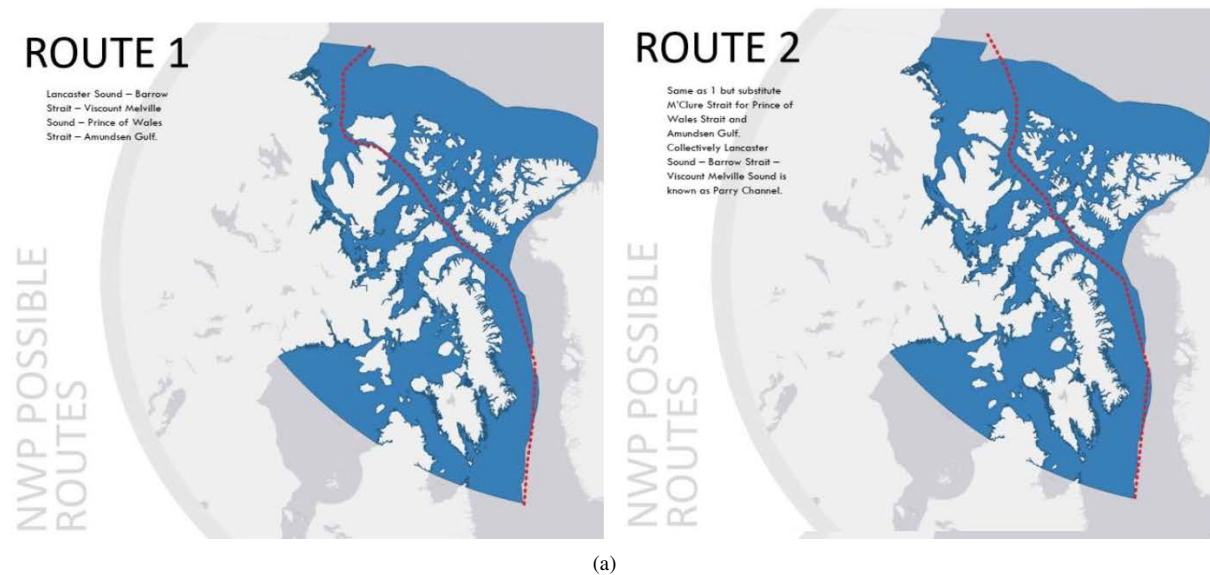 ROUTE 1
Lancaster Sound – Barrow
Strait – Viscount Melville
Sound – Prince of Wales
Strait – Amundsen Gulf.
NWP POSSIBLE
ROUTES
ROUTE 2
Same as 1 but substitute
M'Clure Strait for Prince of
Wales Strait and
Amundsen Gulf.
Collectively Lancaster
Sound – Barrow Strait –
Viscount Melville Sound is
known as Parry Channel.
NWP POSSIBLE
ROUTES
(a)